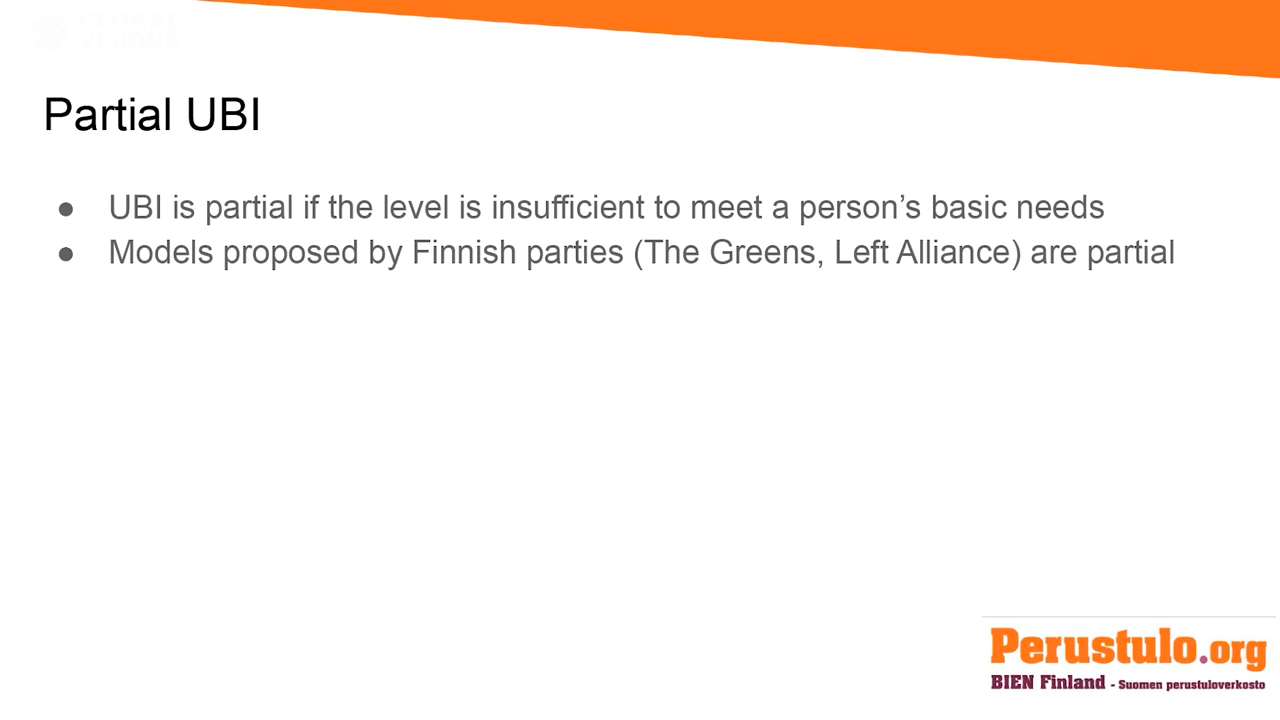 Partial UBI
● UBI is partial if the level is insufficient to meet a person’s basic needs
● Models proposed by Finnish parties (The Greens, Left Alliance) are partial
Perustulo.org
BIEN Finland - Suomen perustuloverkosto